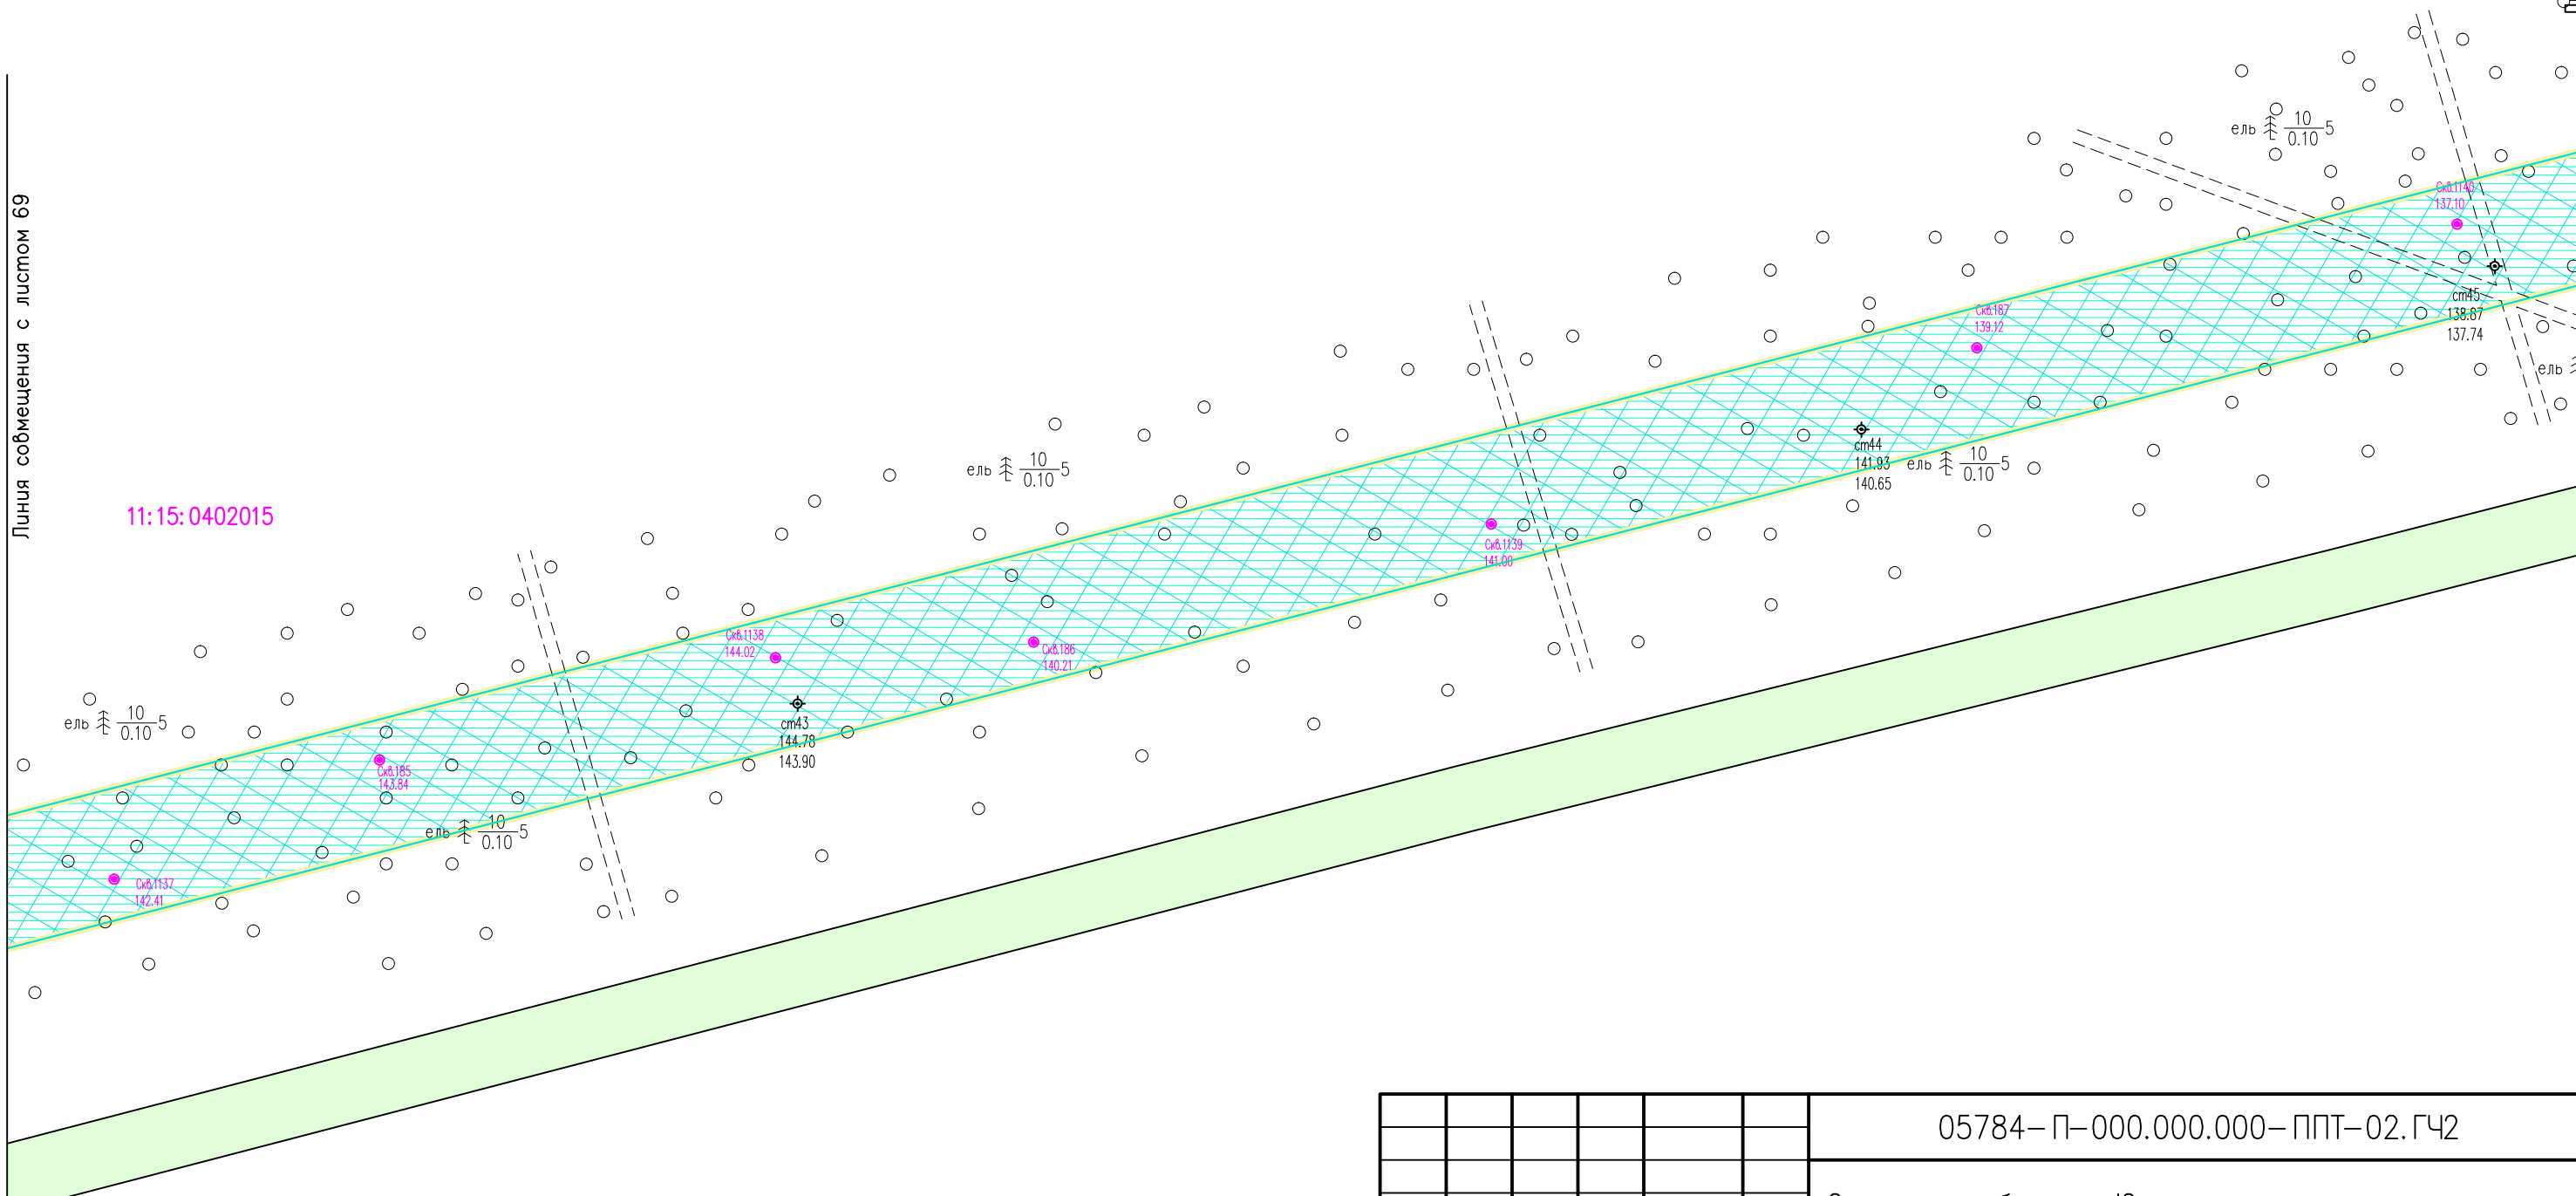 Линия совмещения с листом 69
11:15:0402015
ель 10 5
0.10
ель 10 5
0.10
ель 10 5
0.10
ель 10 5
0.10
ель 10 5
0.10
ель
Скв.1137
142.41
Скв.185
143.84
Скв.1138
144.02
ст43
144.78
143.90
Скв.186
140.21
Скв.1139
141.00
ст44
141.93
140.65
Скв.187
139.12
Скв.1140
137.10
ст45
138.87
137.74
05784-П-000.000.000-ППТ-02.ГЧ2